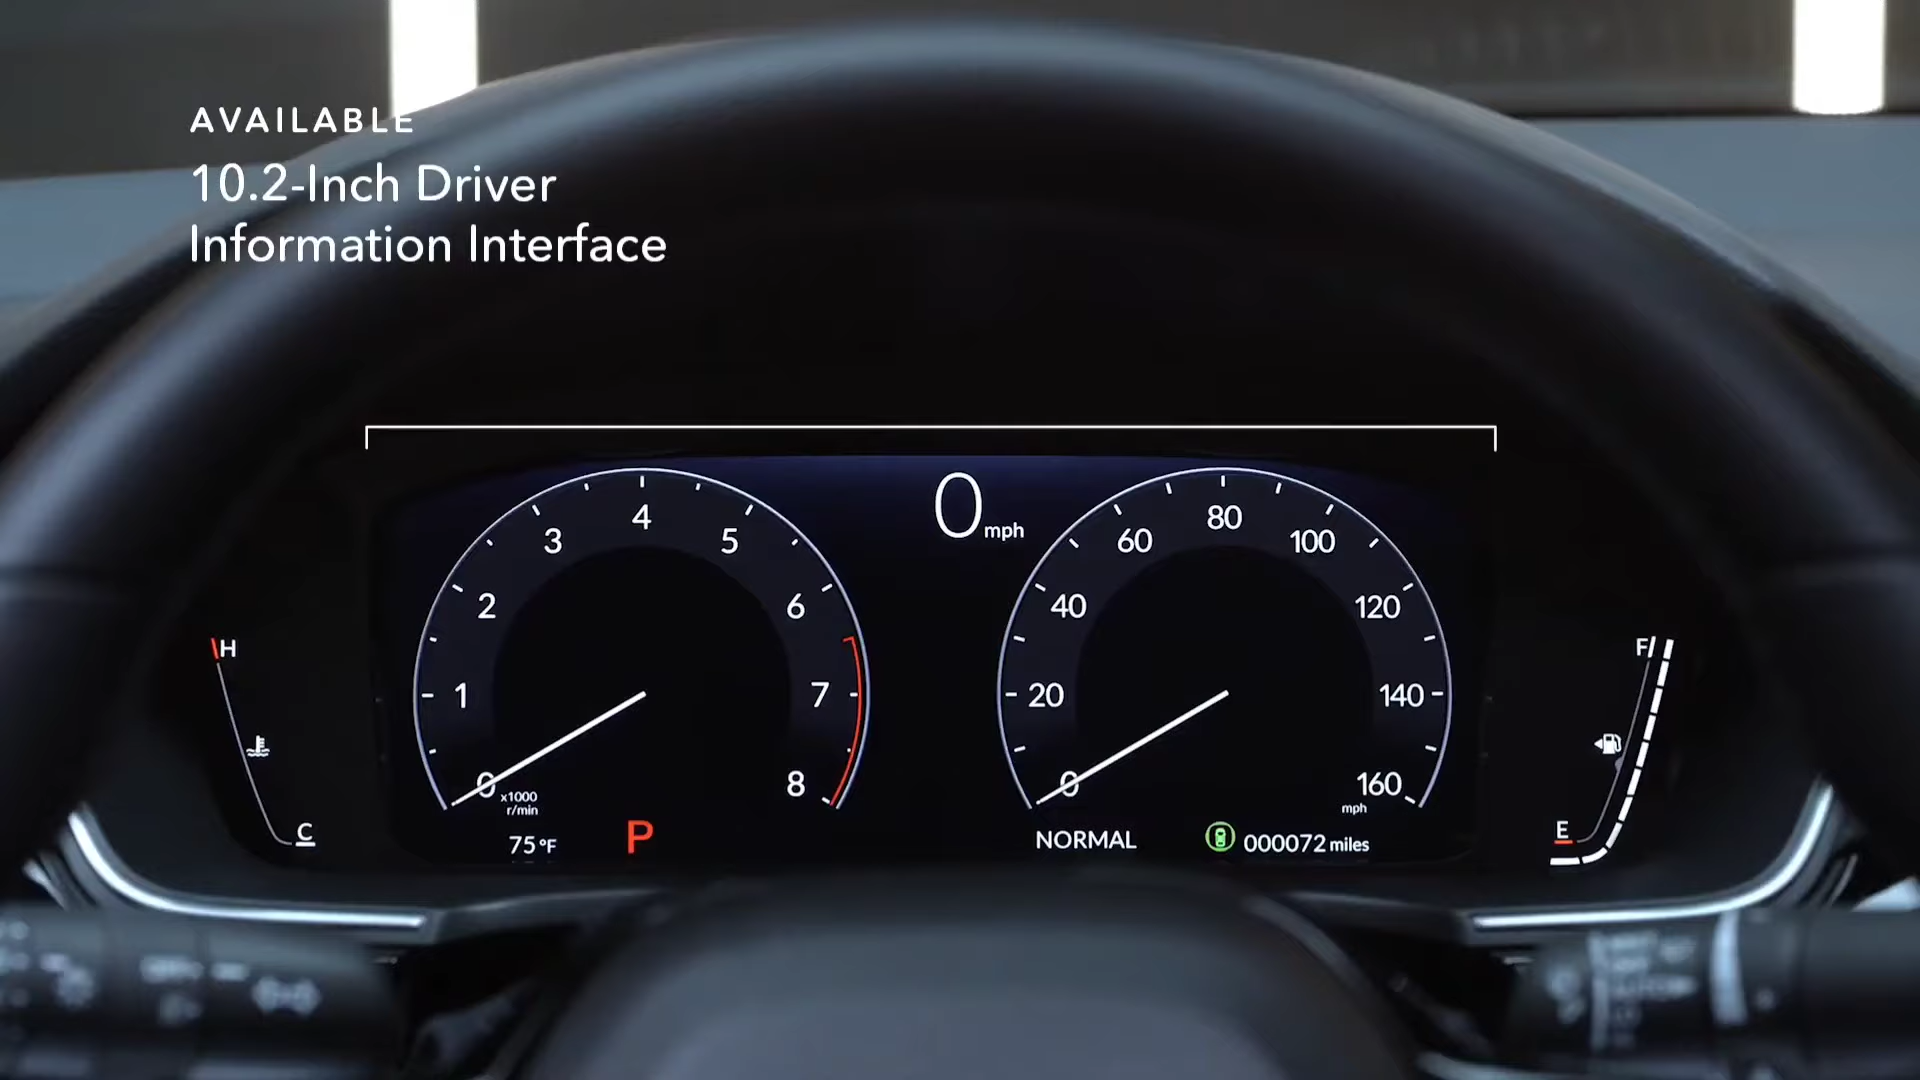 AVAILABLE
10.2-Inch Driver
Information Interface
0 mph
4
3
5
2
6
1
7
0
8
x1000
r/min
75°F
P
80
60
100
40
120
20
140
0
160
mph
NORMAL
000072 miles
H
C
F
E